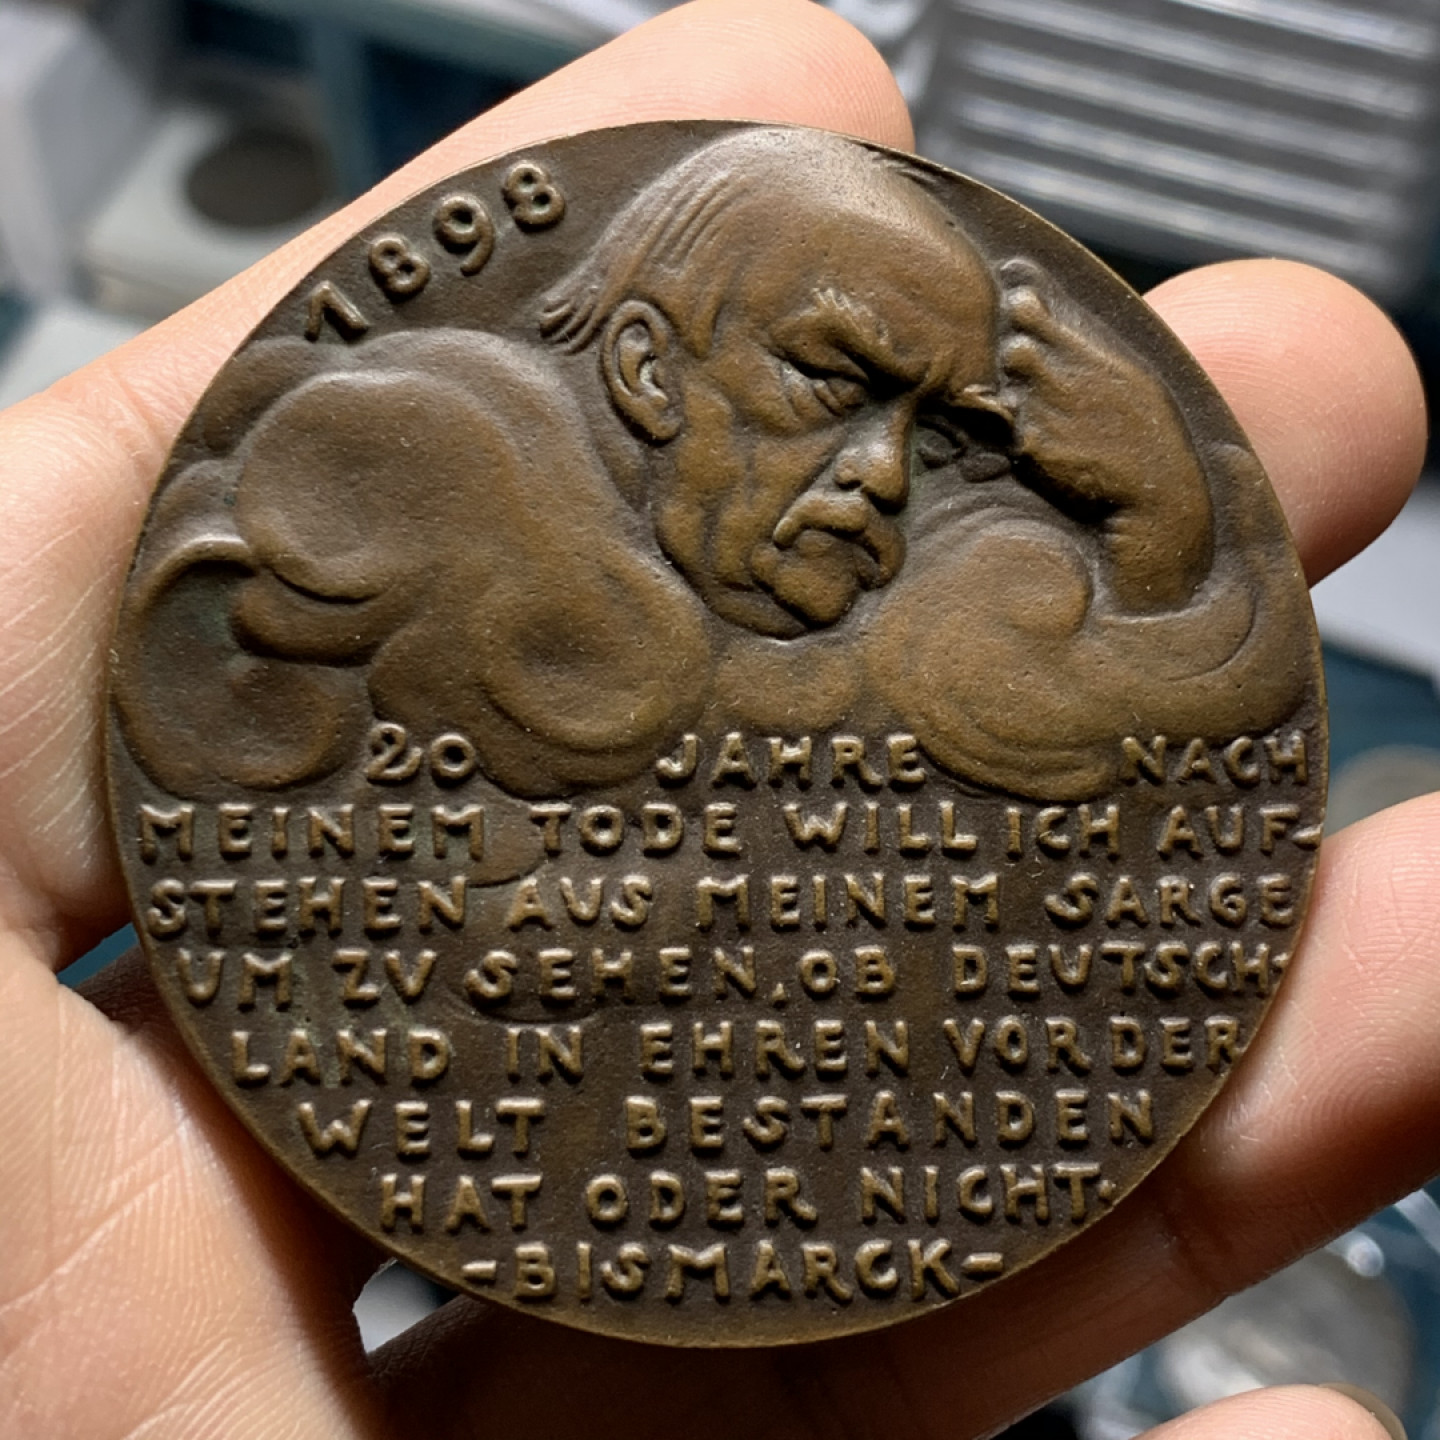 1898
20 JAHRE NACH
MEINEM TODE WILL ICH AUF-
STEHEN AUS MEINEM SARGE
UM ZU SEHEN, OB DEUTSCH-
LAND IN EHREN VOR DER
WELT BESTANDEN
HAT ODER NICHT.
-BISMARCK-